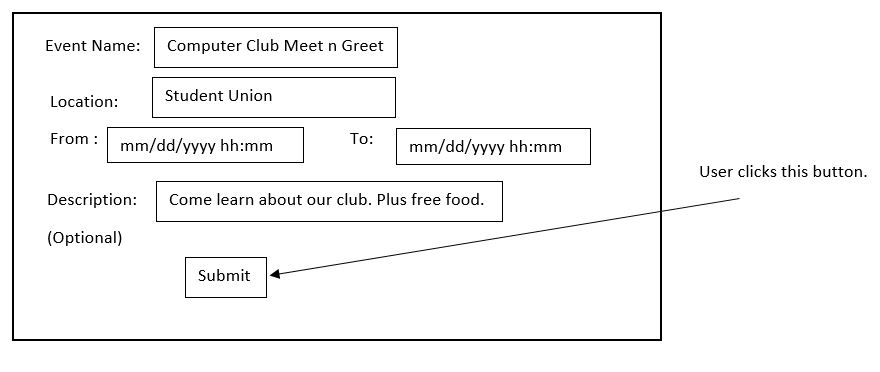 Event Name: Computer Club Meet n Greet
Location: Student Union
From : mm/dd/yyyy hh:mm To: mm/dd/yyyy hh:mm
User clicks this button.
Description: Come learn about our club. Plus free food.
(Optional)
Submit